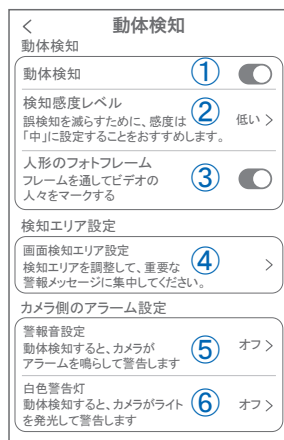 < 動体検知
動体検知
動体検知 ①
検知感度レベル
誤検知を減らすために、感度は ② 低い >
「中」に設定することをおすすめします。
人形のフォトフレーム
フレームを通してビデオの ③
人々をマークする
検知エリア設定
画面検知エリア設定
検知エリアを調整して、重要な ④ >
警報メッセージに集中してください。
カメラ側のアラーム設定
警報音設定
動体検知すると、カメラが ⑤ オフ >
アラームを鳴らして警告します
白色警告灯
動体検知すると、カメラがライト ⑥ オフ >
を発光して警告します